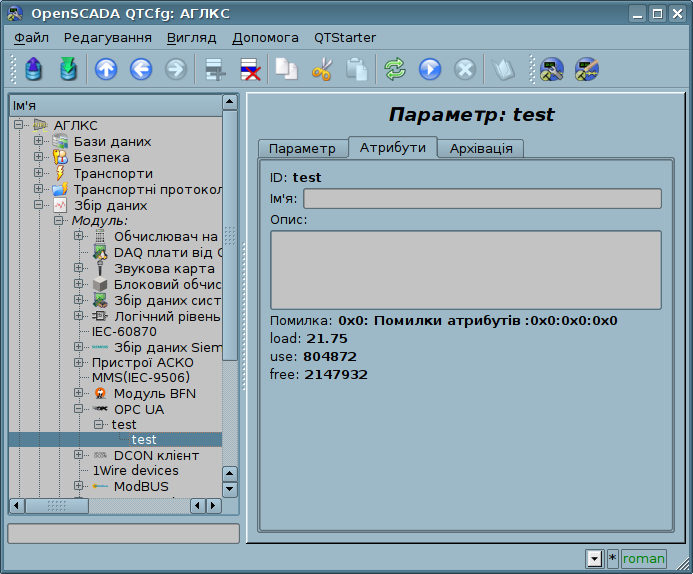 OpenSCADA QTCfg: АГЛКС
Файл Редагування Вигляд Допомога QTStarter
Ім'я
АГЛКС
Бази даних
Безпека
Транспорти
Транспортні протокол
Збір даних
Модуль:
Обчислювач на
DAQ плати від
Звукова карта
Блоковий обчис
Збір даних сист
Логічний рівень
IEC-60870
Збір даних Siem
Пристрої АСКО
MMS(IEC-9506)
Модуль BFN
OPC UA
test
test
DCON клієнт
1Wire devices
ModBUS
Параметр: test
Параметр Атрибути Архівація
ID: test
Ім'я:
Опис:
Помилка: 0x0: Помилки атрибутів :0x0:0x0:0x0
load: 21.75
use: 804872
free: 2147932
* roman